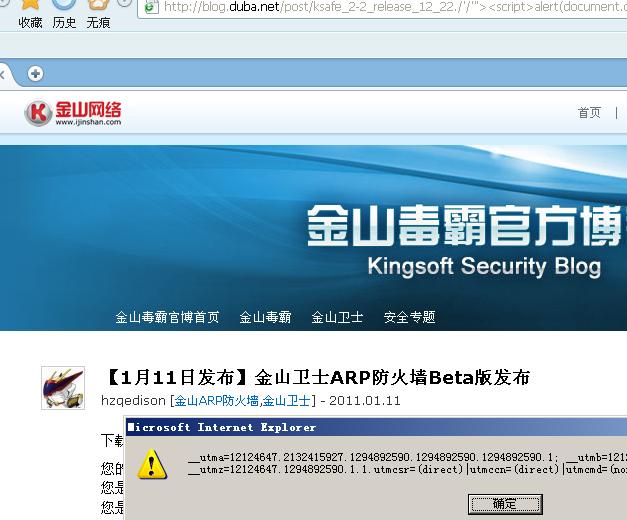 收藏 历史 无痕
http://blog.duba.net/post/ksafe_2-2_release_12_22./'/'"><script>alert(document.c
金山网络
www.ijinshan.com
首页 |
金山毒霸官方博
Kingsoft Security Blog
金山毒霸官博首页 金山毒霸 金山卫士 安全专题
【1月11日发布】金山卫士ARP防火墙Beta版发布
hzqedison [金山ARP防火墙,金山卫士] - 2011.01.11
下载
您的
您是
您是
Microsoft Internet Explorer
__utma=12124647.2132415927.1294892590.1294892590.1294892590.1; __utmb=121
__utmz=12124647.1294892590.1.1.utmcsr=(direct)|utmccn=(direct)|utmcmd=(no
确定